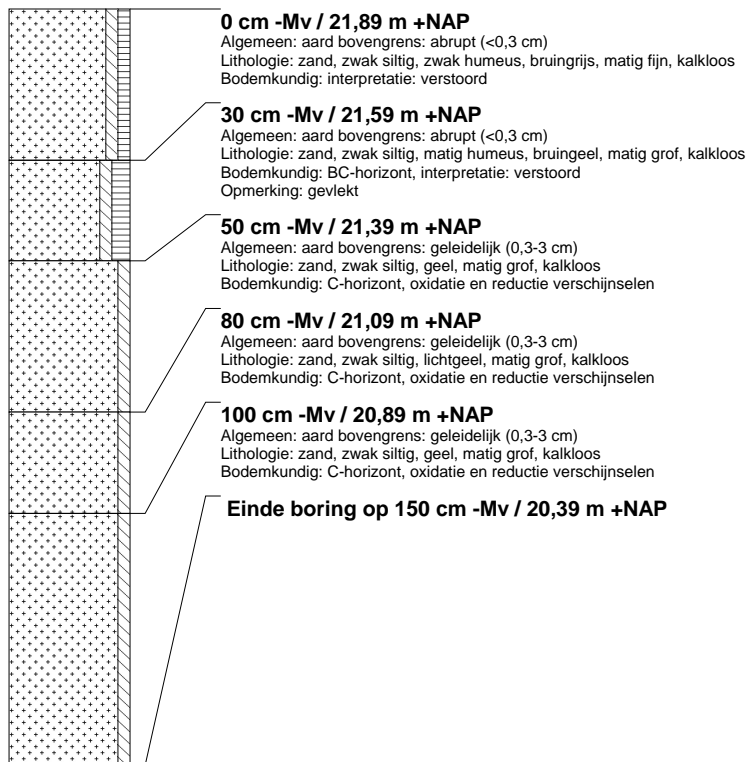 0 cm -Mv / 21,89 m +NAP
Algemeen: aard bovengrens: abrupt (<0,3 cm)
Lithologie: zand, zwak siltig, zwak humeus, bruingrijs, matig fijn, kalkloos
Bodemkundig: interpretatie: verstoord
30 cm -Mv / 21,59 m +NAP
Algemeen: aard bovengrens: abrupt (<0,3 cm)
Lithologie: zand, zwak siltig, matig humeus, bruingeel, matig grof, kalkloos
Bodemkundig: BC-horizont, interpretatie: verstoord
Opmerking: gevlekt
50 cm -Mv / 21,39 m +NAP
Algemeen: aard bovengrens: geleidelijk (0,3-3 cm)
Lithologie: zand, zwak siltig, geel, matig grof, kalkloos
Bodemkundig: C-horizont, oxidatie en reductie verschijnselen
80 cm -Mv / 21,09 m +NAP
Algemeen: aard bovengrens: geleidelijk (0,3-3 cm)
Lithologie: zand, zwak siltig, lichtgeel, matig grof, kalkloos
Bodemkundig: C-horizont, oxidatie en reductie verschijnselen
100 cm -Mv / 20,89 m +NAP
Algemeen: aard bovengrens: geleidelijk (0,3-3 cm)
Lithologie: zand, zwak siltig, geel, matig grof, kalkloos
Bodemkundig: C-horizont, oxidatie en reductie verschijnselen
Einde boring op 150 cm -Mv / 20,39 m +NAP